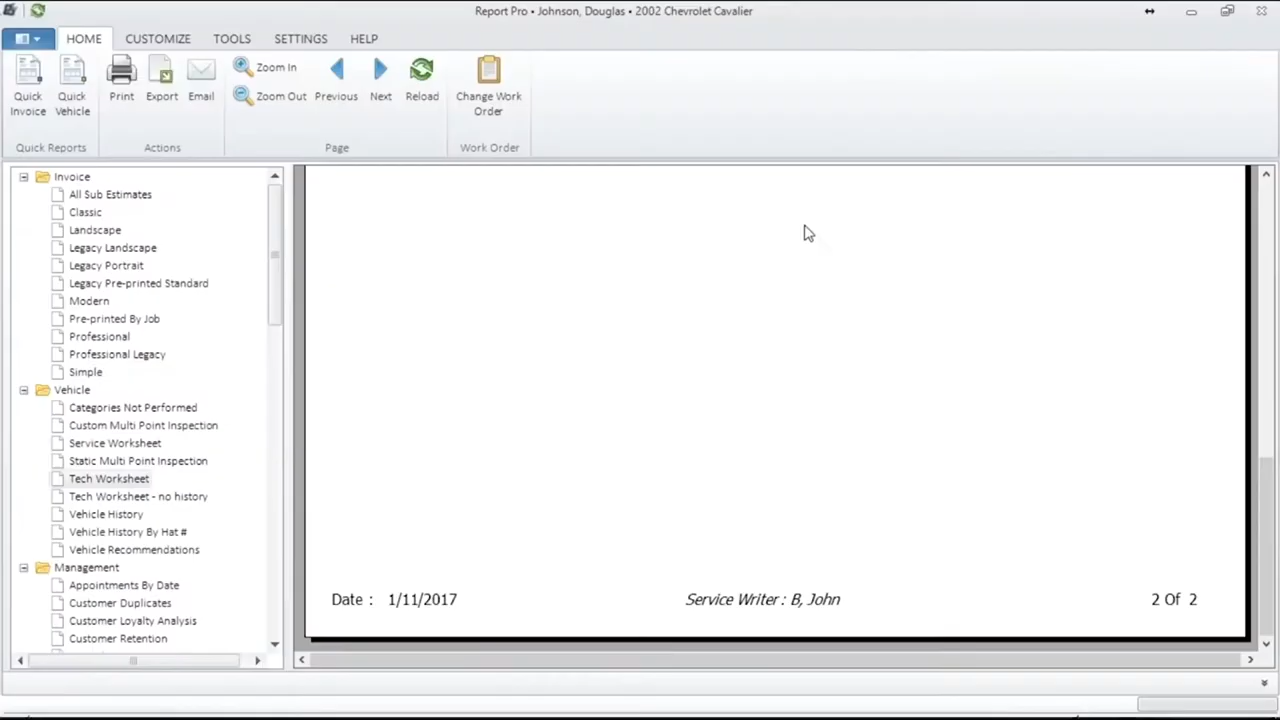 Report Pro • Johnson, Douglas • 2002 Chevrolet Cavalier
HOME CUSTOMIZE TOOLS SETTINGS HELP
Quick Invoice
Quick Vehicle
Print
Export
Email
Zoom In
Zoom Out
Previous
Next
Reload
Change Work Order
Quick Reports
Actions
Page
Work Order
Invoice
All Sub Estimates
Classic
Landscape
Legacy Landscape
Legacy Portrait
Legacy Pre-printed Standard
Modern
Pre-printed By Job
Professional
Professional Legacy
Simple
Vehicle
Categories Not Performed
Custom Multi Point Inspection
Service Worksheet
Static Multi Point Inspection
Tech Worksheet
Tech Worksheet - no history
Vehicle History
Vehicle History By Hat #
Vehicle Recommendations
Management
Appointments By Date
Customer Duplicates
Customer Loyalty Analysis
Customer Retention
Date : 1/11/2017
Service Writer : B, John
2 Of 2